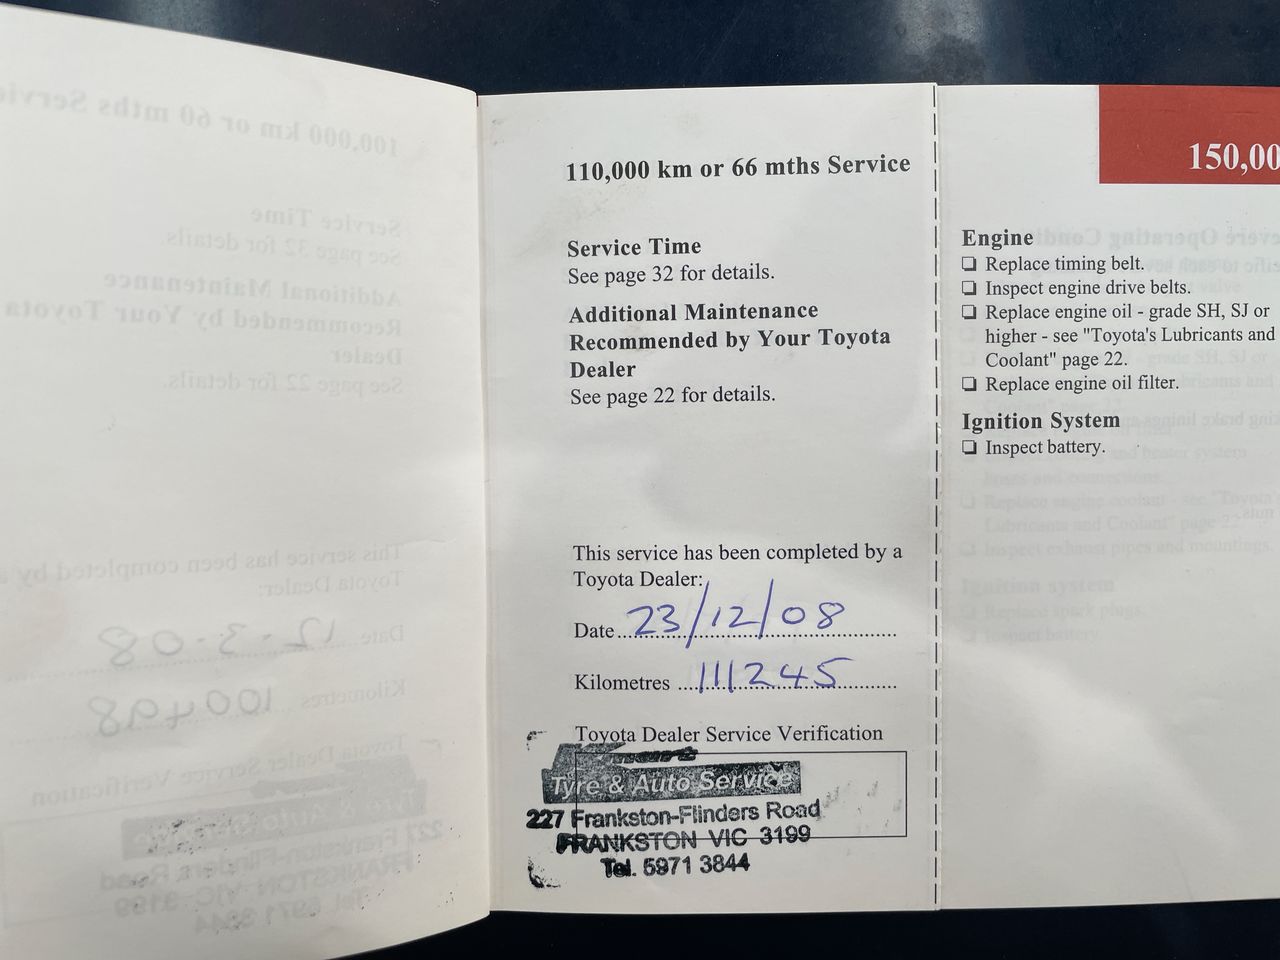 110,000 km or 66 mths Service
Service Time
See page 32 for details.
Additional Maintenance
Recommended by Your Toyota
Dealer
See page 22 for details.
This service has been completed by a
Toyota Dealer:
Date 23/12/08
Kilometres 111245
Toyota Dealer Service Verification
Tyre & Auto Service
227 Frankston-Flinders Road
FRANKSTON VIC 3199
Tel. 5971 3844
150,00
Engine
❏ Replace timing belt.
❏ Inspect engine drive belts.
❏ Replace engine oil - grade SH, SJ or
higher - see "Toyota's Lubricants and
Coolant" page 22.
❏ Replace engine oil filter.
Ignition System
❏ Inspect battery.